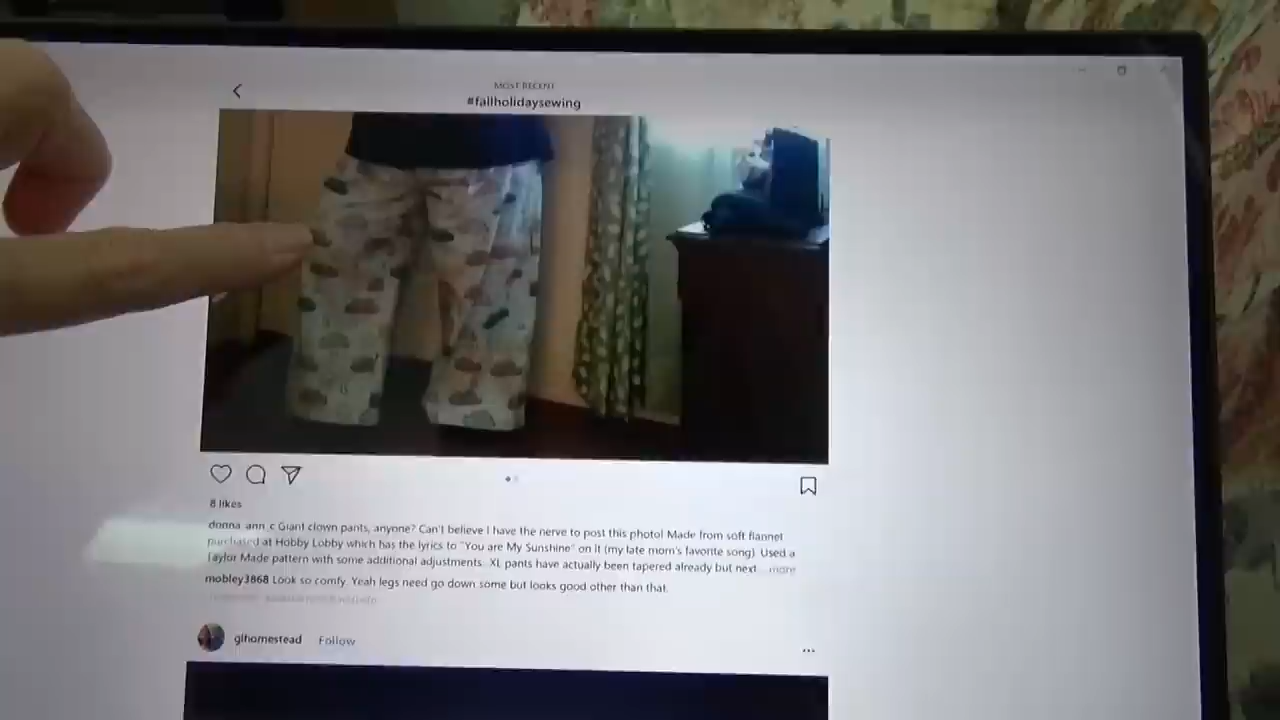 MOST RECENT
#fallholidaysewing
8 likes
donna_ann_c Giant clown pants, anyone? Can't believe I have the nerve to post this photo! Made from soft flannel
purchased at Hobby Lobby which has the lyrics to "You are My Sunshine" on it (my late mom's favorite song). Used a
Taylor Made pattern with some additional adjustments. XL pants have actually been tapered already but next... more
mobley3868 Look so comfy. Yeah legs need go down some but looks good other than that.
glhomestead Follow